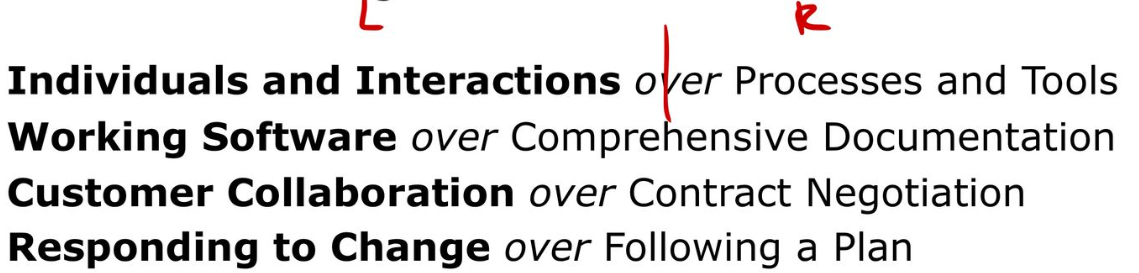 L R
Individuals and Interactions over Processes and Tools
Working Software over Comprehensive Documentation
Customer Collaboration over Contract Negotiation
Responding to Change over Following a Plan